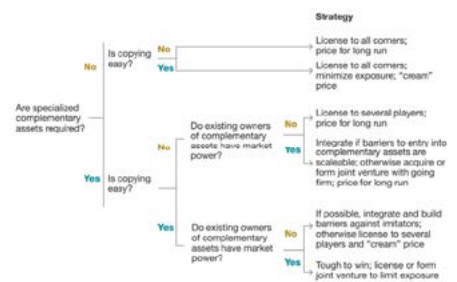 Strategy
License to all comers;
price for long run
Is copying
easy?
No
Yes
License to all comers;
minimize exposure; "cream"
price
No
Are specialized
complementary
assets required?
Yes
License to several players;
price for long run
Do existing owners
of complementary
assets have market
power?
No
Yes
Integrate if barriers to entry into
complementary assets are
scaleable; otherwise acquire or
form joint venture with going
firm; price for long run
No
Is copying
easy?
Yes
If possible, integrate and build
barriers against imitators;
otherwise license to several
players and "cream" price
Do existing owners
of complementary
assets have market
power?
No
Yes
Tough to win; license or form
joint venture to limit exposure